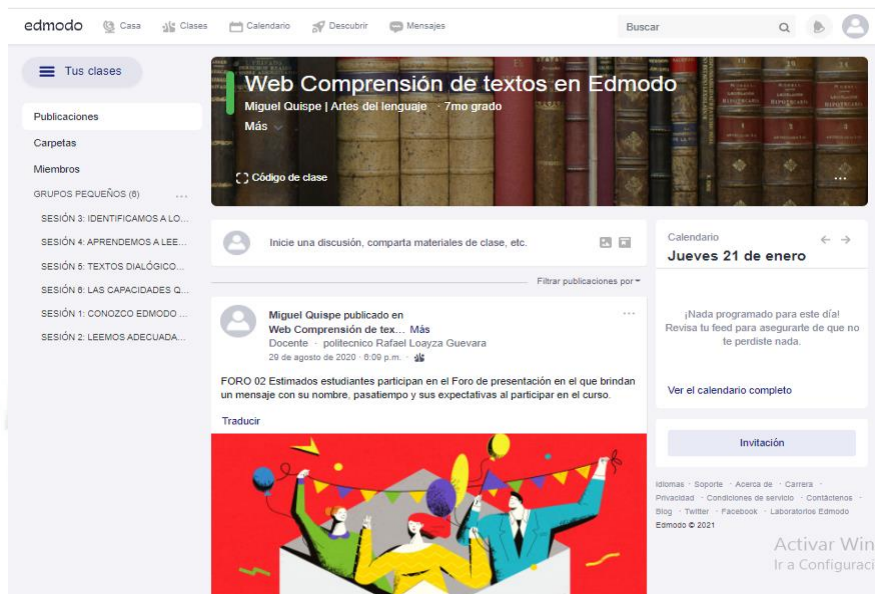 edmodo Casa Clases Calendario Descubrir Mensajes Buscar
Tus clases
Publicaciones
Carpetas
Miembros
GRUPOS PEQUEÑOS (6) ...
SESIÓN 3: IDENTIFICAMOS A LO...
SESIÓN 4: APRENDEMOS A LEE...
SESIÓN 5: TEXTOS DIALÓGICO...
SESIÓN 6: LAS CAPACIDADES Q...
SESIÓN 1: CONOZCO EDMODO ...
SESIÓN 2: LEEMOS ADECUADA...
Web Comprensión de textos en Edmodo
Miguel Quispe | Artes del lenguaje · 7mo grado
Más
Código de clase
...
Inicie una discusión, comparta materiales de clase, etc.
Filtrar publicaciones por
Miguel Quispe publicado en
Web Comprensión de tex... Más
Docente · politecnico Rafael Loayza Guevara
29 de agosto de 2020 · 6:09 p.m. ·
...
FORO 02 Estimados estudiantes participan en el Foro de presentación en el que brindan
un mensaje con su nombre, pasatiempo y sus expectativas al participar en el curso.
Traducir
Calendario
Jueves 21 de enero
¡Nada programado para este día!
Revisa tu feed para asegurarte de que no
te perdiste nada.
Ver el calendario completo
Invitación
Idiomas · Soporte · Acerca de · Carrera ·
Privacidad · Condiciones de servicio · Contáctenos ·
Blog · Twitter · Facebook · Laboratorios Edmodo
Edmodo © 2021
Activar Win
Ir a Configuraci